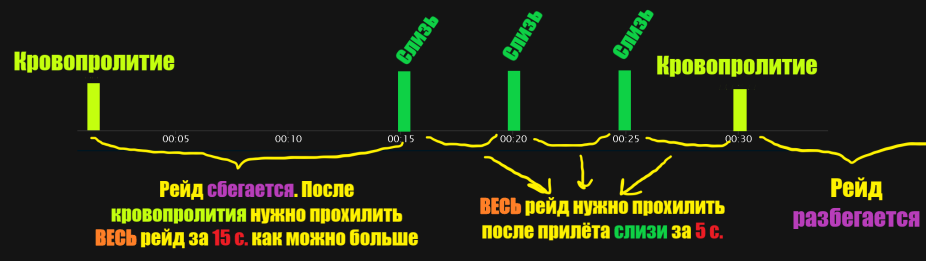 Кровопролитие
Слизь
Слизь
Слизь
Кровопролитие
00:05
00:10
00:15
00:20
00:25
00:30
Рейд сбегается. После
кровопролития нужно прохилить
ВЕСЬ рейд за 15 с. как можно больше
ВЕСЬ рейд нужно прохилить
после прилёта слизи за 5 с.
Рейд
разбегается